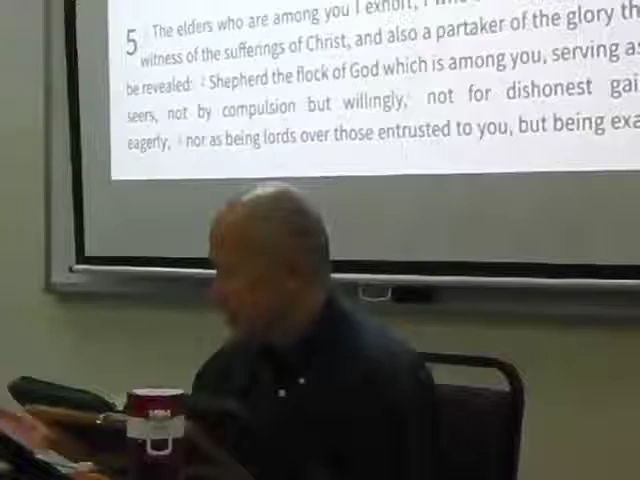 5 The elders who are among you I exhort, I
witness of the sufferings of Christ, and also a partaker of the glory th
be revealed: 2 Shepherd the flock of God which is among you, serving as
seers, not by compulsion but willingly, not for dishonest gai
eagerly, 3 nor as being lords over those entrusted to you, but being exa